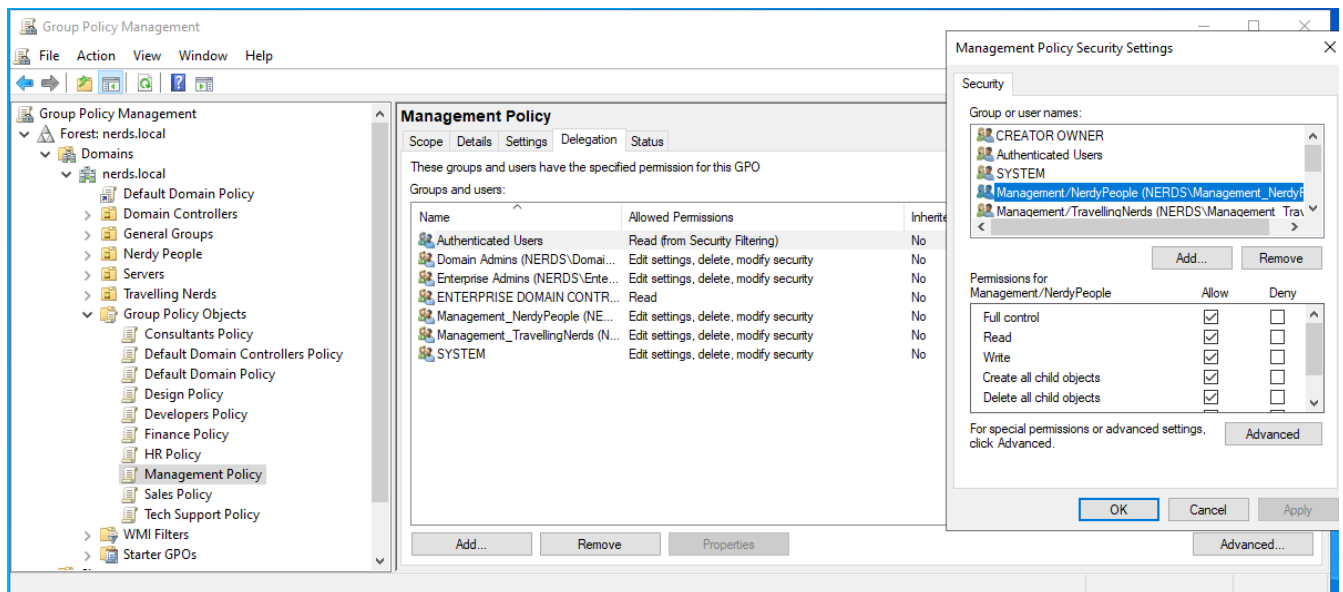 Group Policy Management
File Action View Window Help
Group Policy Management
Forest: nerds.local
Domains
nerds.local
Default Domain Policy
Domain Controllers
General Groups
Nerdy People
Servers
Travelling Nerds
Group Policy Objects
Consultants Policy
Default Domain Controllers Policy
Default Domain Policy
Design Policy
Developers Policy
Finance Policy
HR Policy
Management Policy
Sales Policy
Tech Support Policy
WMI Filters
Starter GPOs
Management Policy
Scope Details Settings Delegation Status
These groups and users have the specified permission for this GPO
Groups and users:
Name Allowed Permissions Inherite
Authenticated Users Read (from Security Filtering) No
Domain Admins (NERDS\Domai... Edit settings, delete, modify security No
Enterprise Admins (NERDS\Ente... Edit settings, delete, modify security No
ENTERPRISE DOMAIN CONTR... Read No
Management_NerdyPeople (NE... Edit settings, delete, modify security No
Management_TravellingNerds (N... Edit settings, delete, modify security No
SYSTEM Edit settings, delete, modify security No
Add... Remove Properties Advanced...
Management Policy Security Settings
Security
Group or user names:
CREATOR OWNER
Authenticated Users
SYSTEM
Management/NerdyPeople (NERDS\Management_NerdyP
Management/TravellingNerds (NERDS\Management_Trav
Add... Remove
Permissions for
Management/NerdyPeople Allow Deny
Full control
Read
Write
Create all child objects
Delete all child objects
For special permissions or advanced settings,
click Advanced.
Advanced
OK Cancel Apply